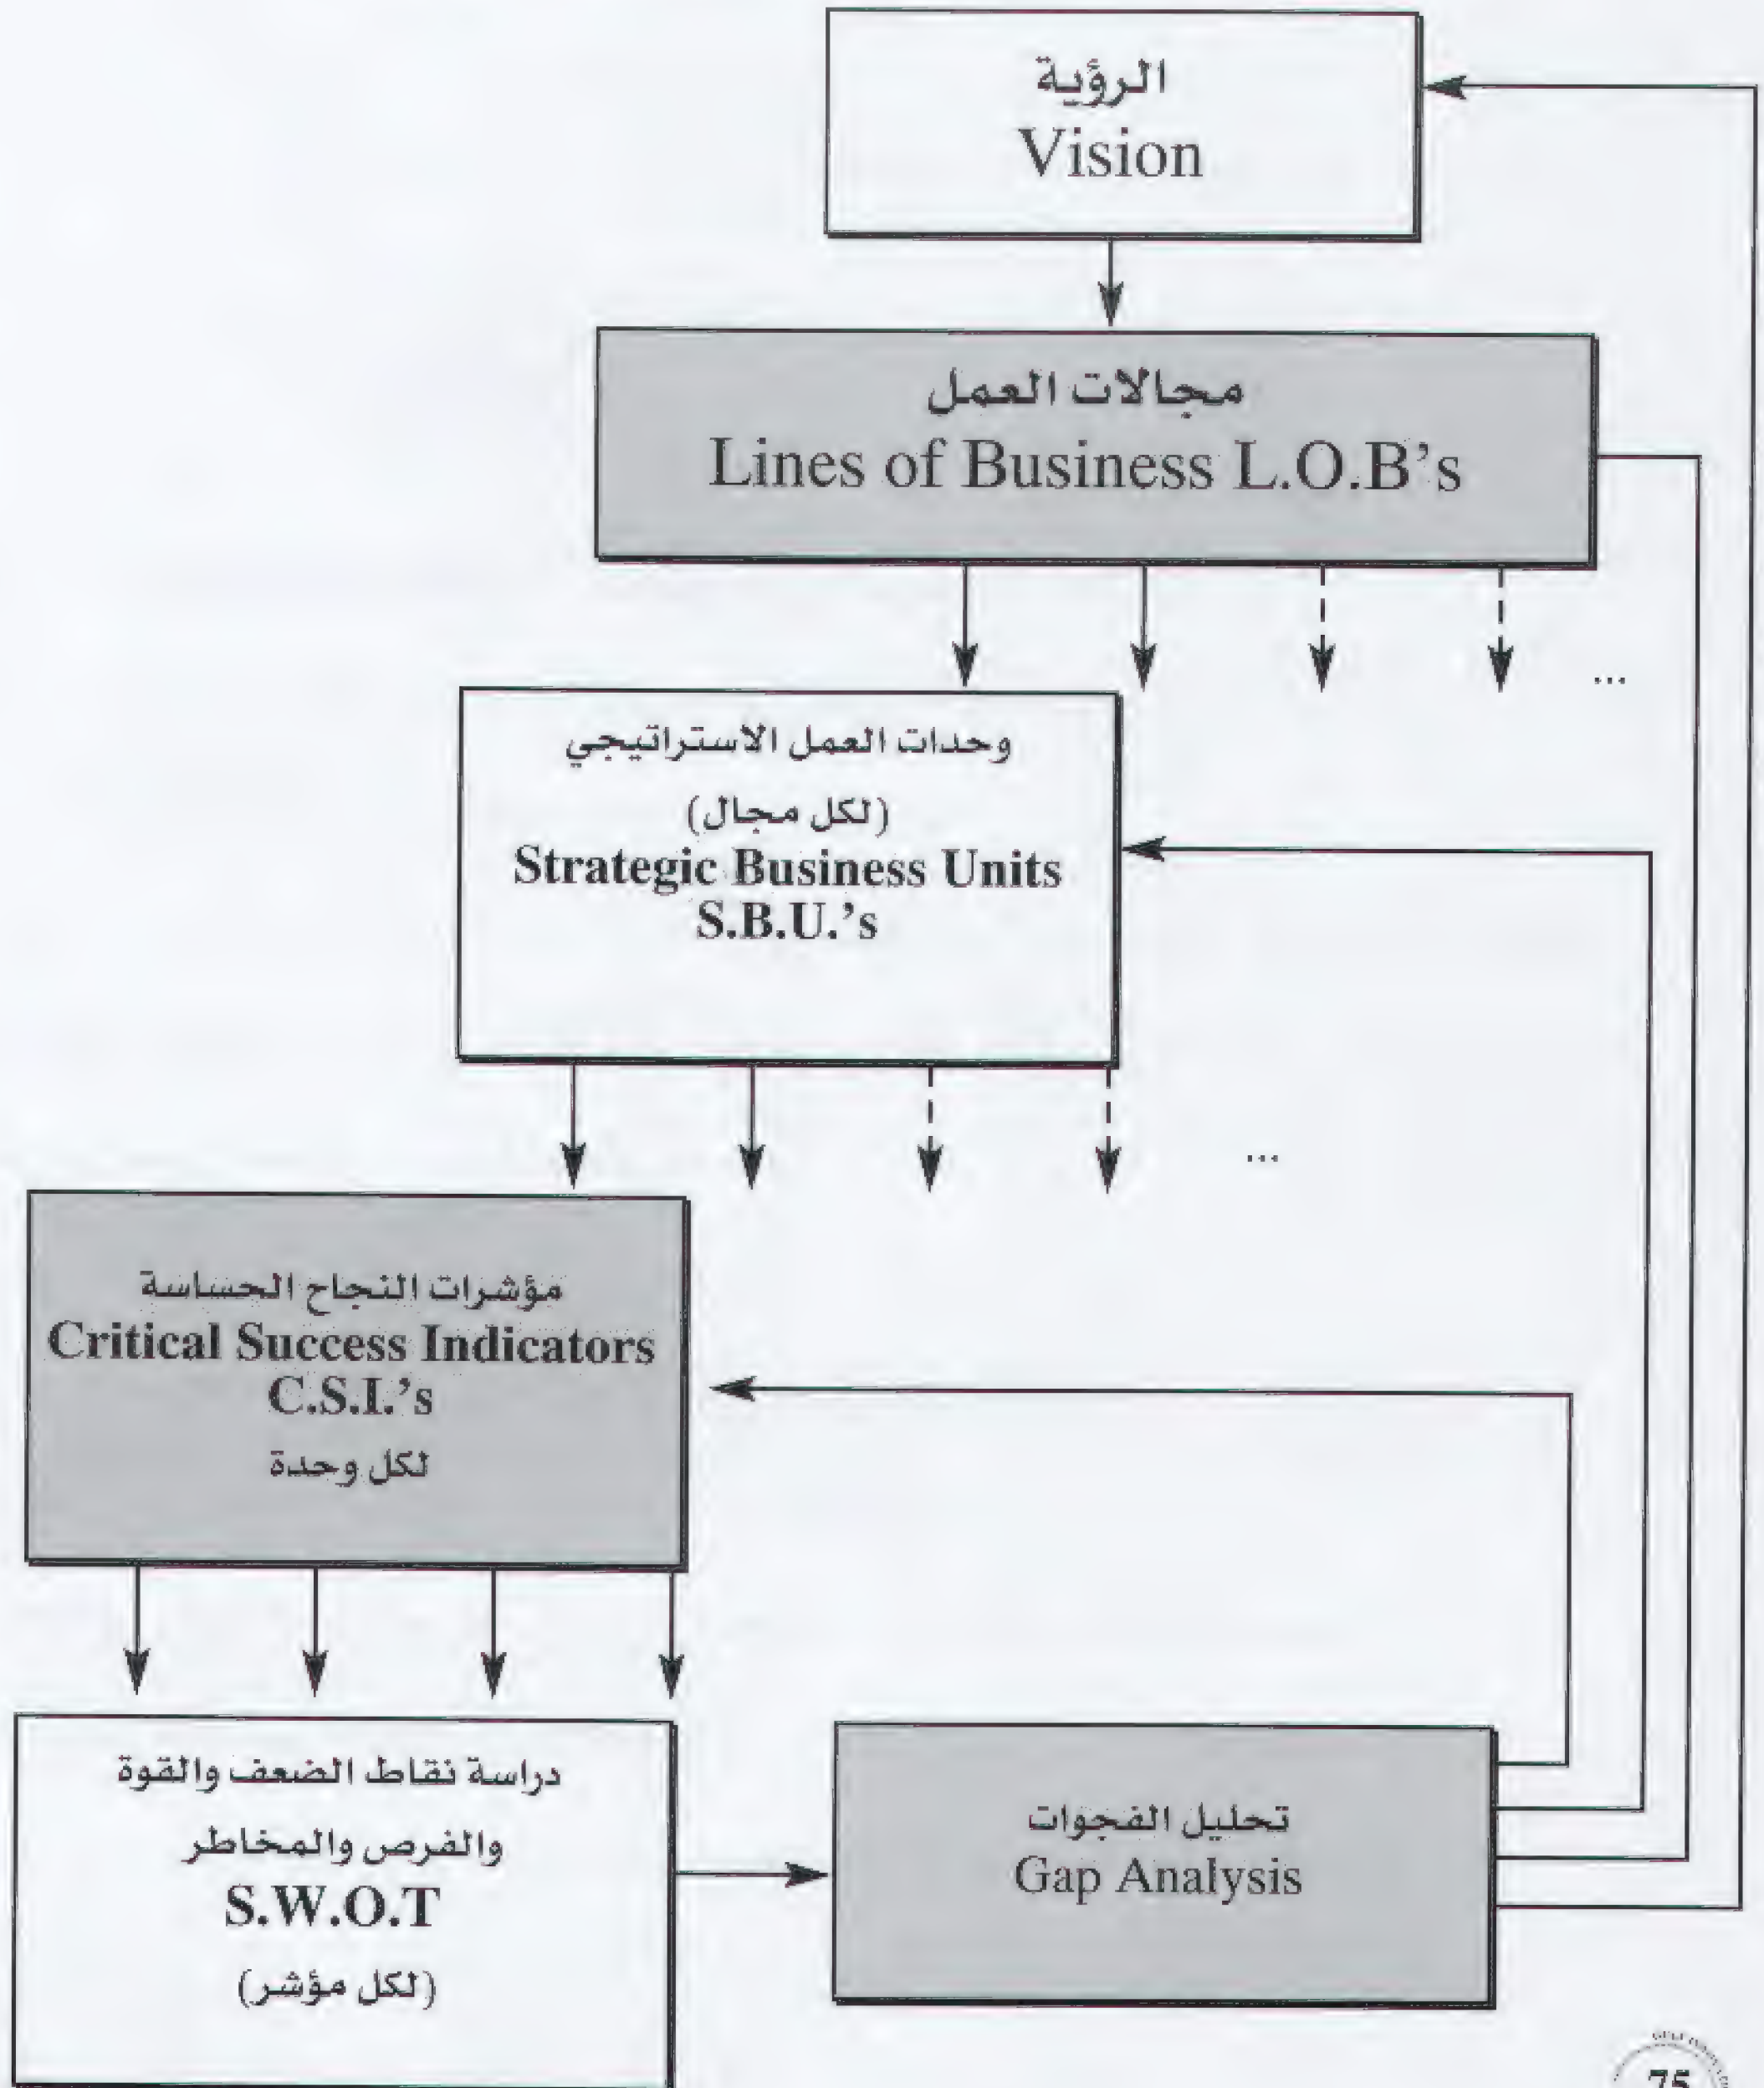 الرؤية
Vision
مجالات العمل
Lines of Business L.O.B's
...
وحدات العمل الاستراتيجي
(لكل مجال)
Strategic Business Units
S.B.U.'s
...
مؤشرات النجاح الحساسة
Critical Success Indicators
C.S.I.'s
لكل وحدة
دراسة نقاط الضعف والقوة
والفرص والمخاطر
S.W.O.T
(لكل مؤشر)
تحليل الفجوات
Gap Analysis
75